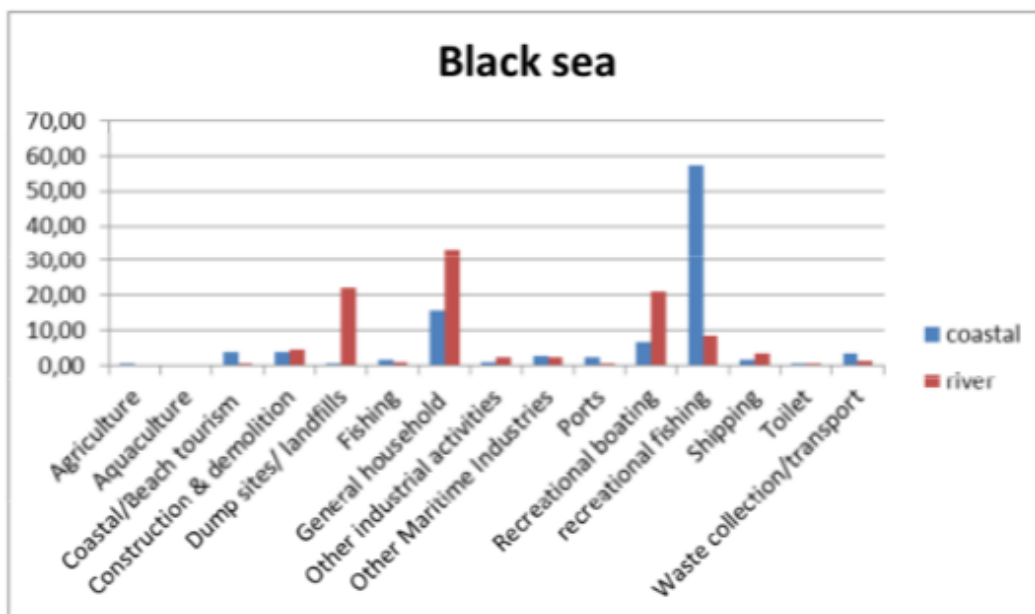 Black sea
70,00
60,00
50,00
40,00
30,00
20,00
10,00
0,00
Agriculture
Aquaculture
Coastal/Beach tourism
Construction & demolition
Dump sites/ landfills
Fishing
General household
Other industrial activities
Other Maritime Industries
Ports
Recreational boating
recreational fishing
Shipping
Toilet
Waste collection/transport
coastal
river